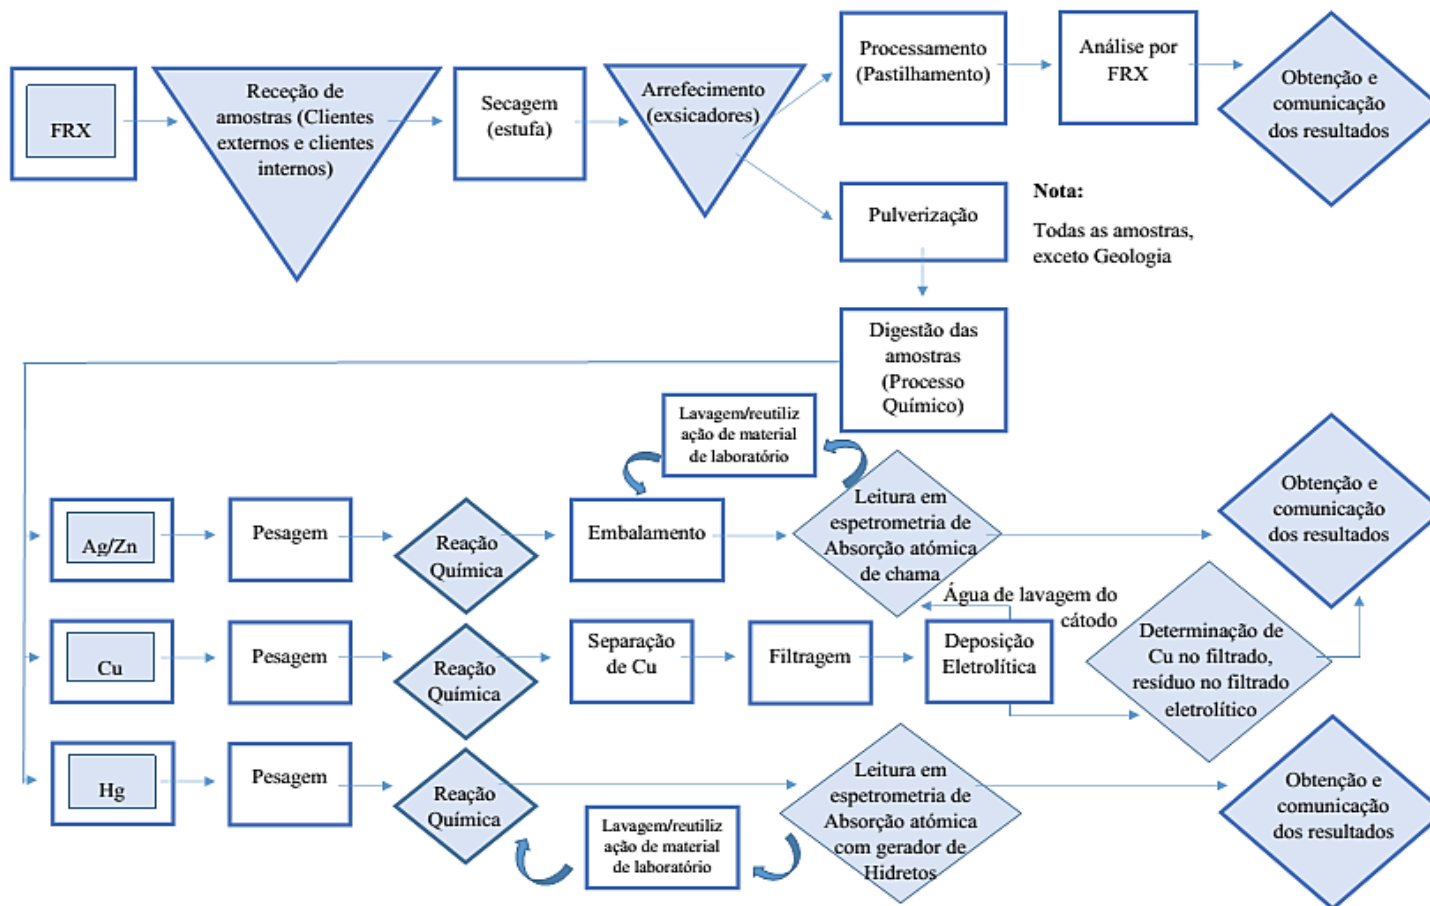 FRX
Receção de
amostras (Clientes
externos e clientes
internos)
Secagem
(estufa)
Arrefecimento
(exsicadores)
Processamento
(Pastilhamento)
Análise por
FRX
Obtenção e
comunicação
dos resultados
Pulverização
Nota:
Todas as amostras,
exceto Geologia
Digestão das
amostras
(Processo
Químico)
Lavagem/reutiliz
ação de material
de laboratório
Ag/Zn
Pesagem
Reação
Química
Embalamento
Leitura em
espetrometria de
Absorção atómica
de chama
Obtenção e
comunicação
dos resultados
Água de lavagem do
cátodo
Cu
Pesagem
Reação
Química
Separação
de Cu
Filtragem
Deposição
Eletrolítica
Determinação de
Cu no filtrado,
resíduo no filtrado
eletrolítico
Hg
Pesagem
Reação
Química
Lavagem/reutiliz
ação de material
de laboratório
Leitura em
espetrometria de
Absorção atómica
com gerador de
Hidretos
Obtenção e
comunicação
dos resultados